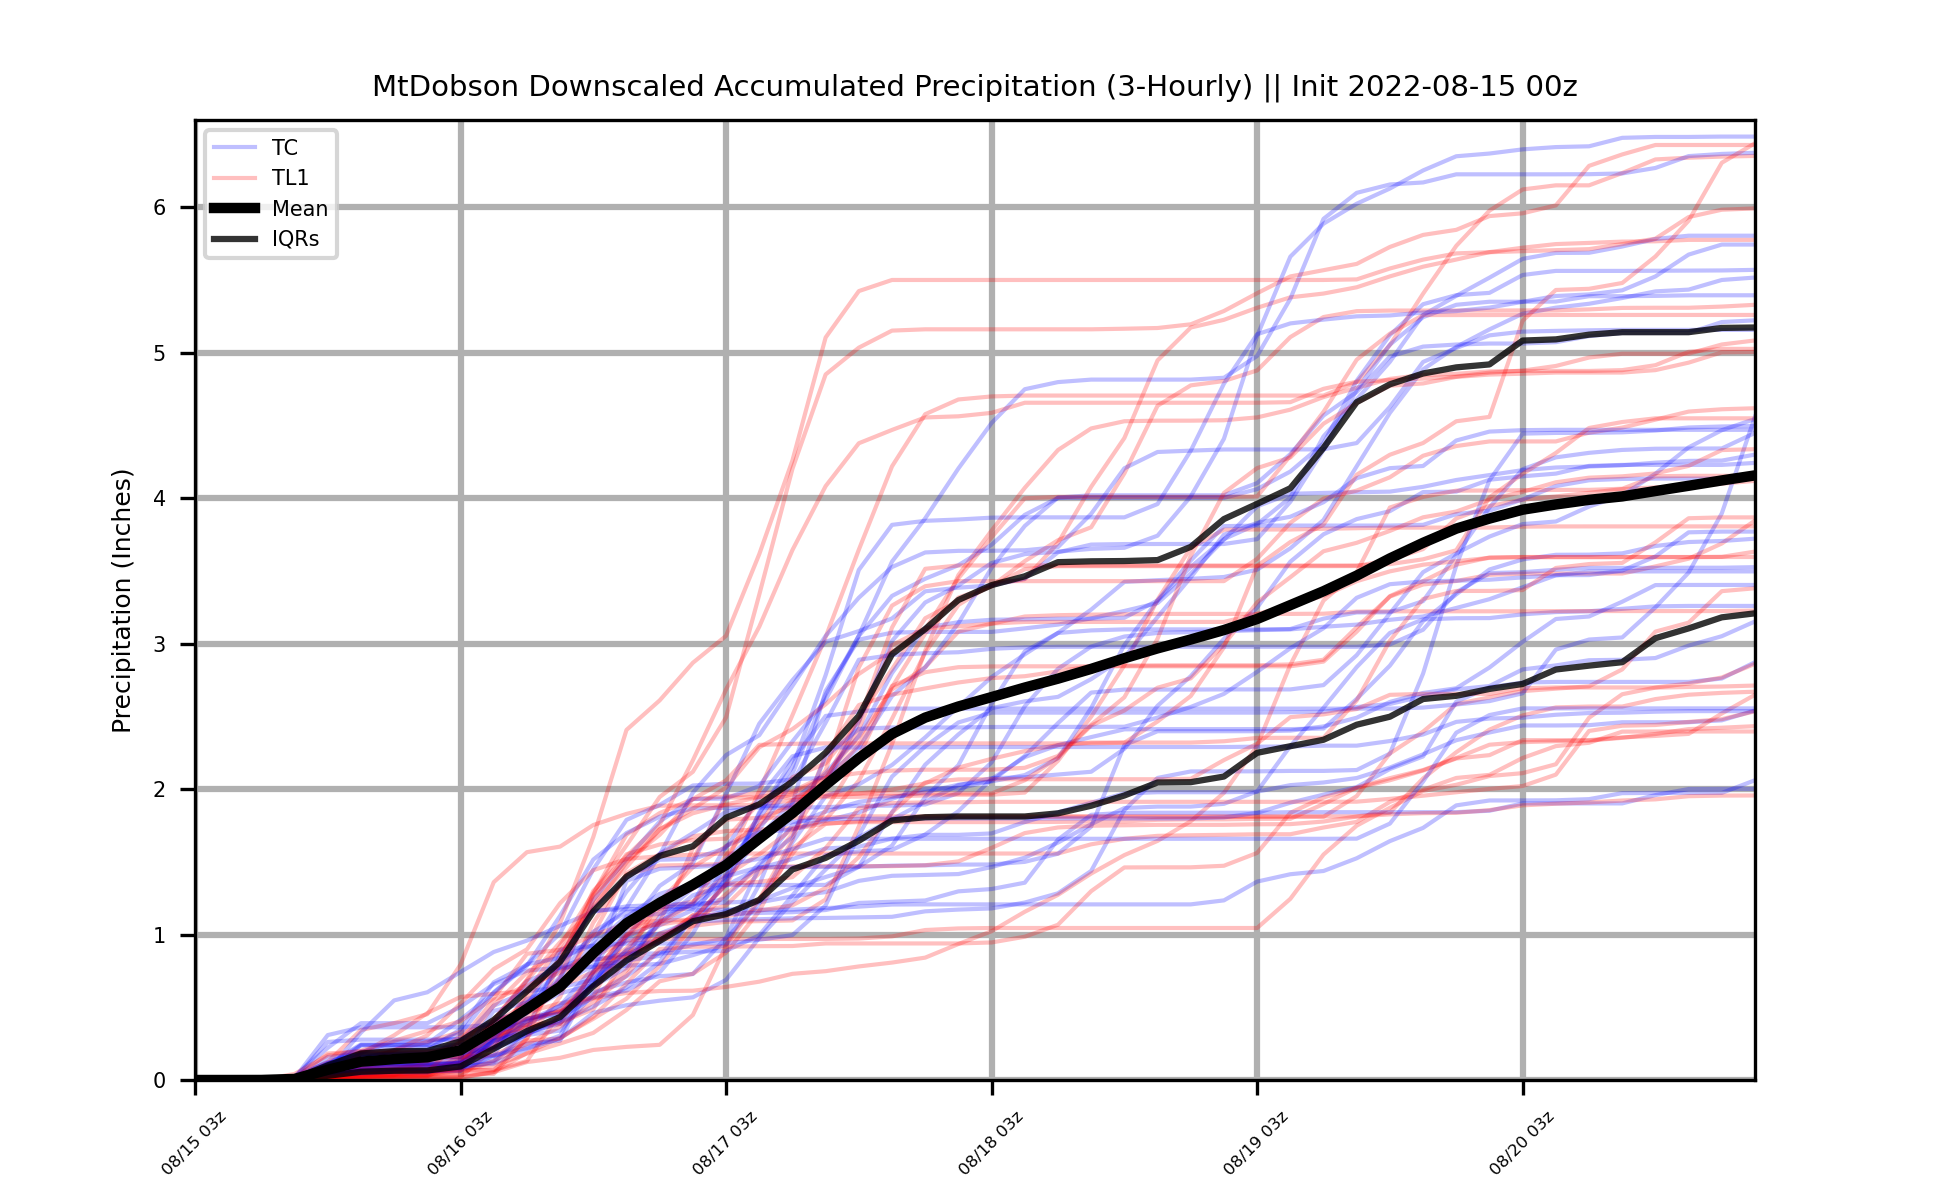 MtDobson Downscaled Accumulated Precipitation (3-Hourly) || Init 2022-08-15 00z
TC
TL1
Mean
IQRs
Precipitation (Inches)
6
5
4
3
2
1
0
08/15 03z
08/16 03z
08/17 03z
08/18 03z
08/19 03z
08/20 03z